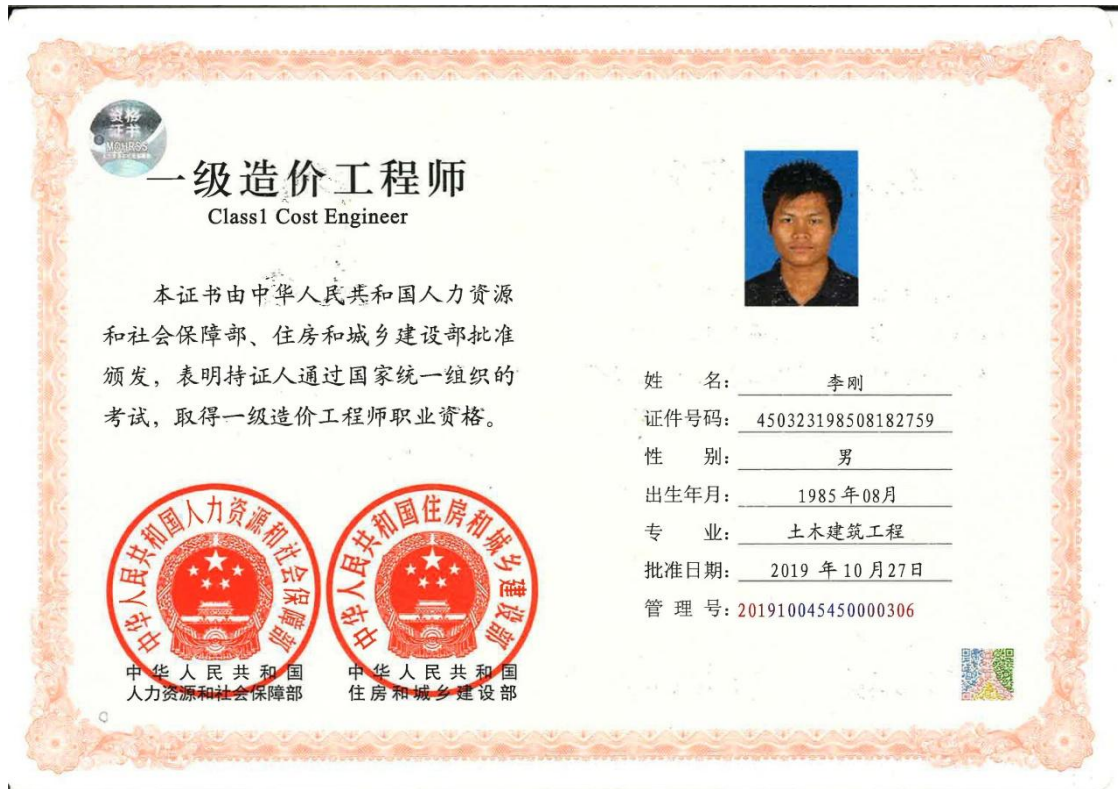 资格
证书
MOHRSS
一级造价工程师
Class1 Cost Engineer
本证书由中华人民共和国人力资源
和社会保障部、住房和城乡建设部批准
颁发，表明持证人通过国家统一组织的
考试，取得一级造价工程师职业资格。
中华人民共和国人力资源和社会保障部
中华人民共和国住房和城乡建设部
中华人民共和国
人力资源和社会保障部
中华人民共和国
住房和城乡建设部
姓 名： 李刚
证件号码： 450323198508182759
性 别： 男
出生年月： 1985年08月
专 业： 土木建筑工程
批准日期： 2019 年 10 月27日
管 理 号：201910045450000306